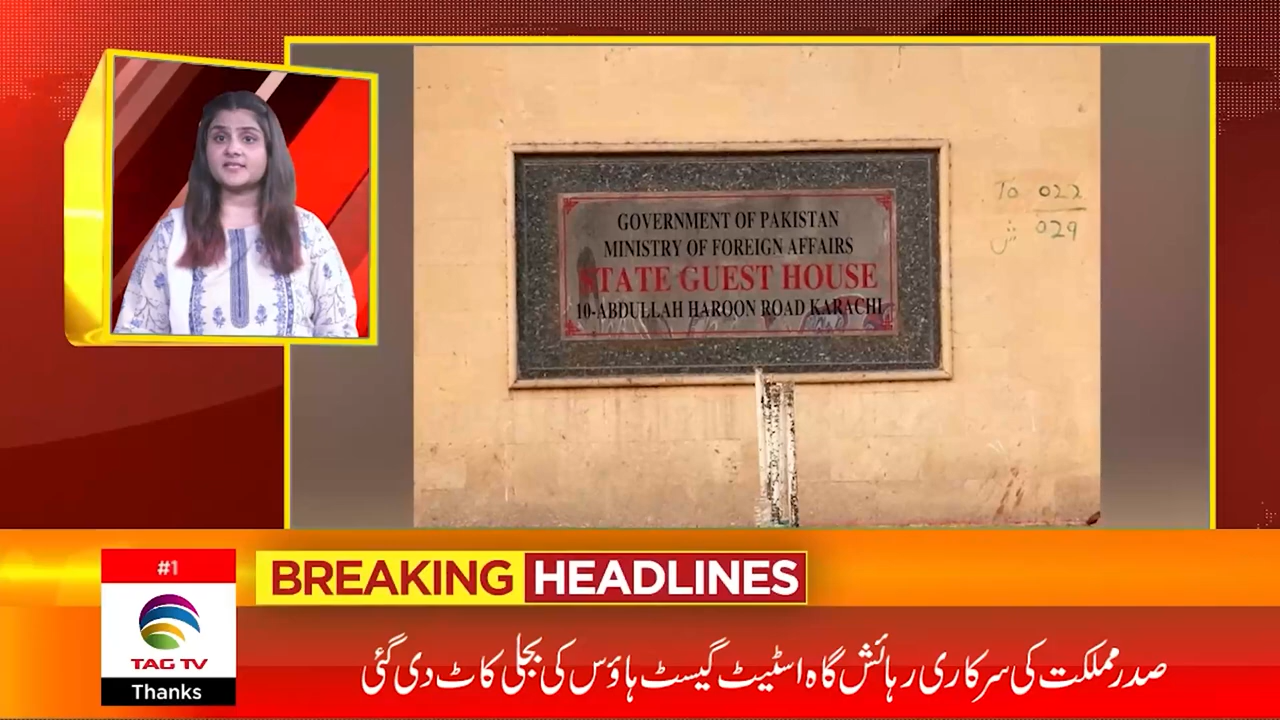 GOVERNMENT OF PAKISTAN
MINISTRY OF FOREIGN AFFAIRS
STATE GUEST HOUSE
10-ABDULLAH HAROON ROAD KARACHI
To 022
ش 029
#1
TAG TV
Thanks
BREAKING HEADLINES
صدر مملکت کی سرکاری رہائش گاہ اسٹیٹ گیسٹ ہاؤس کی بجلی کاٹ دی گئی